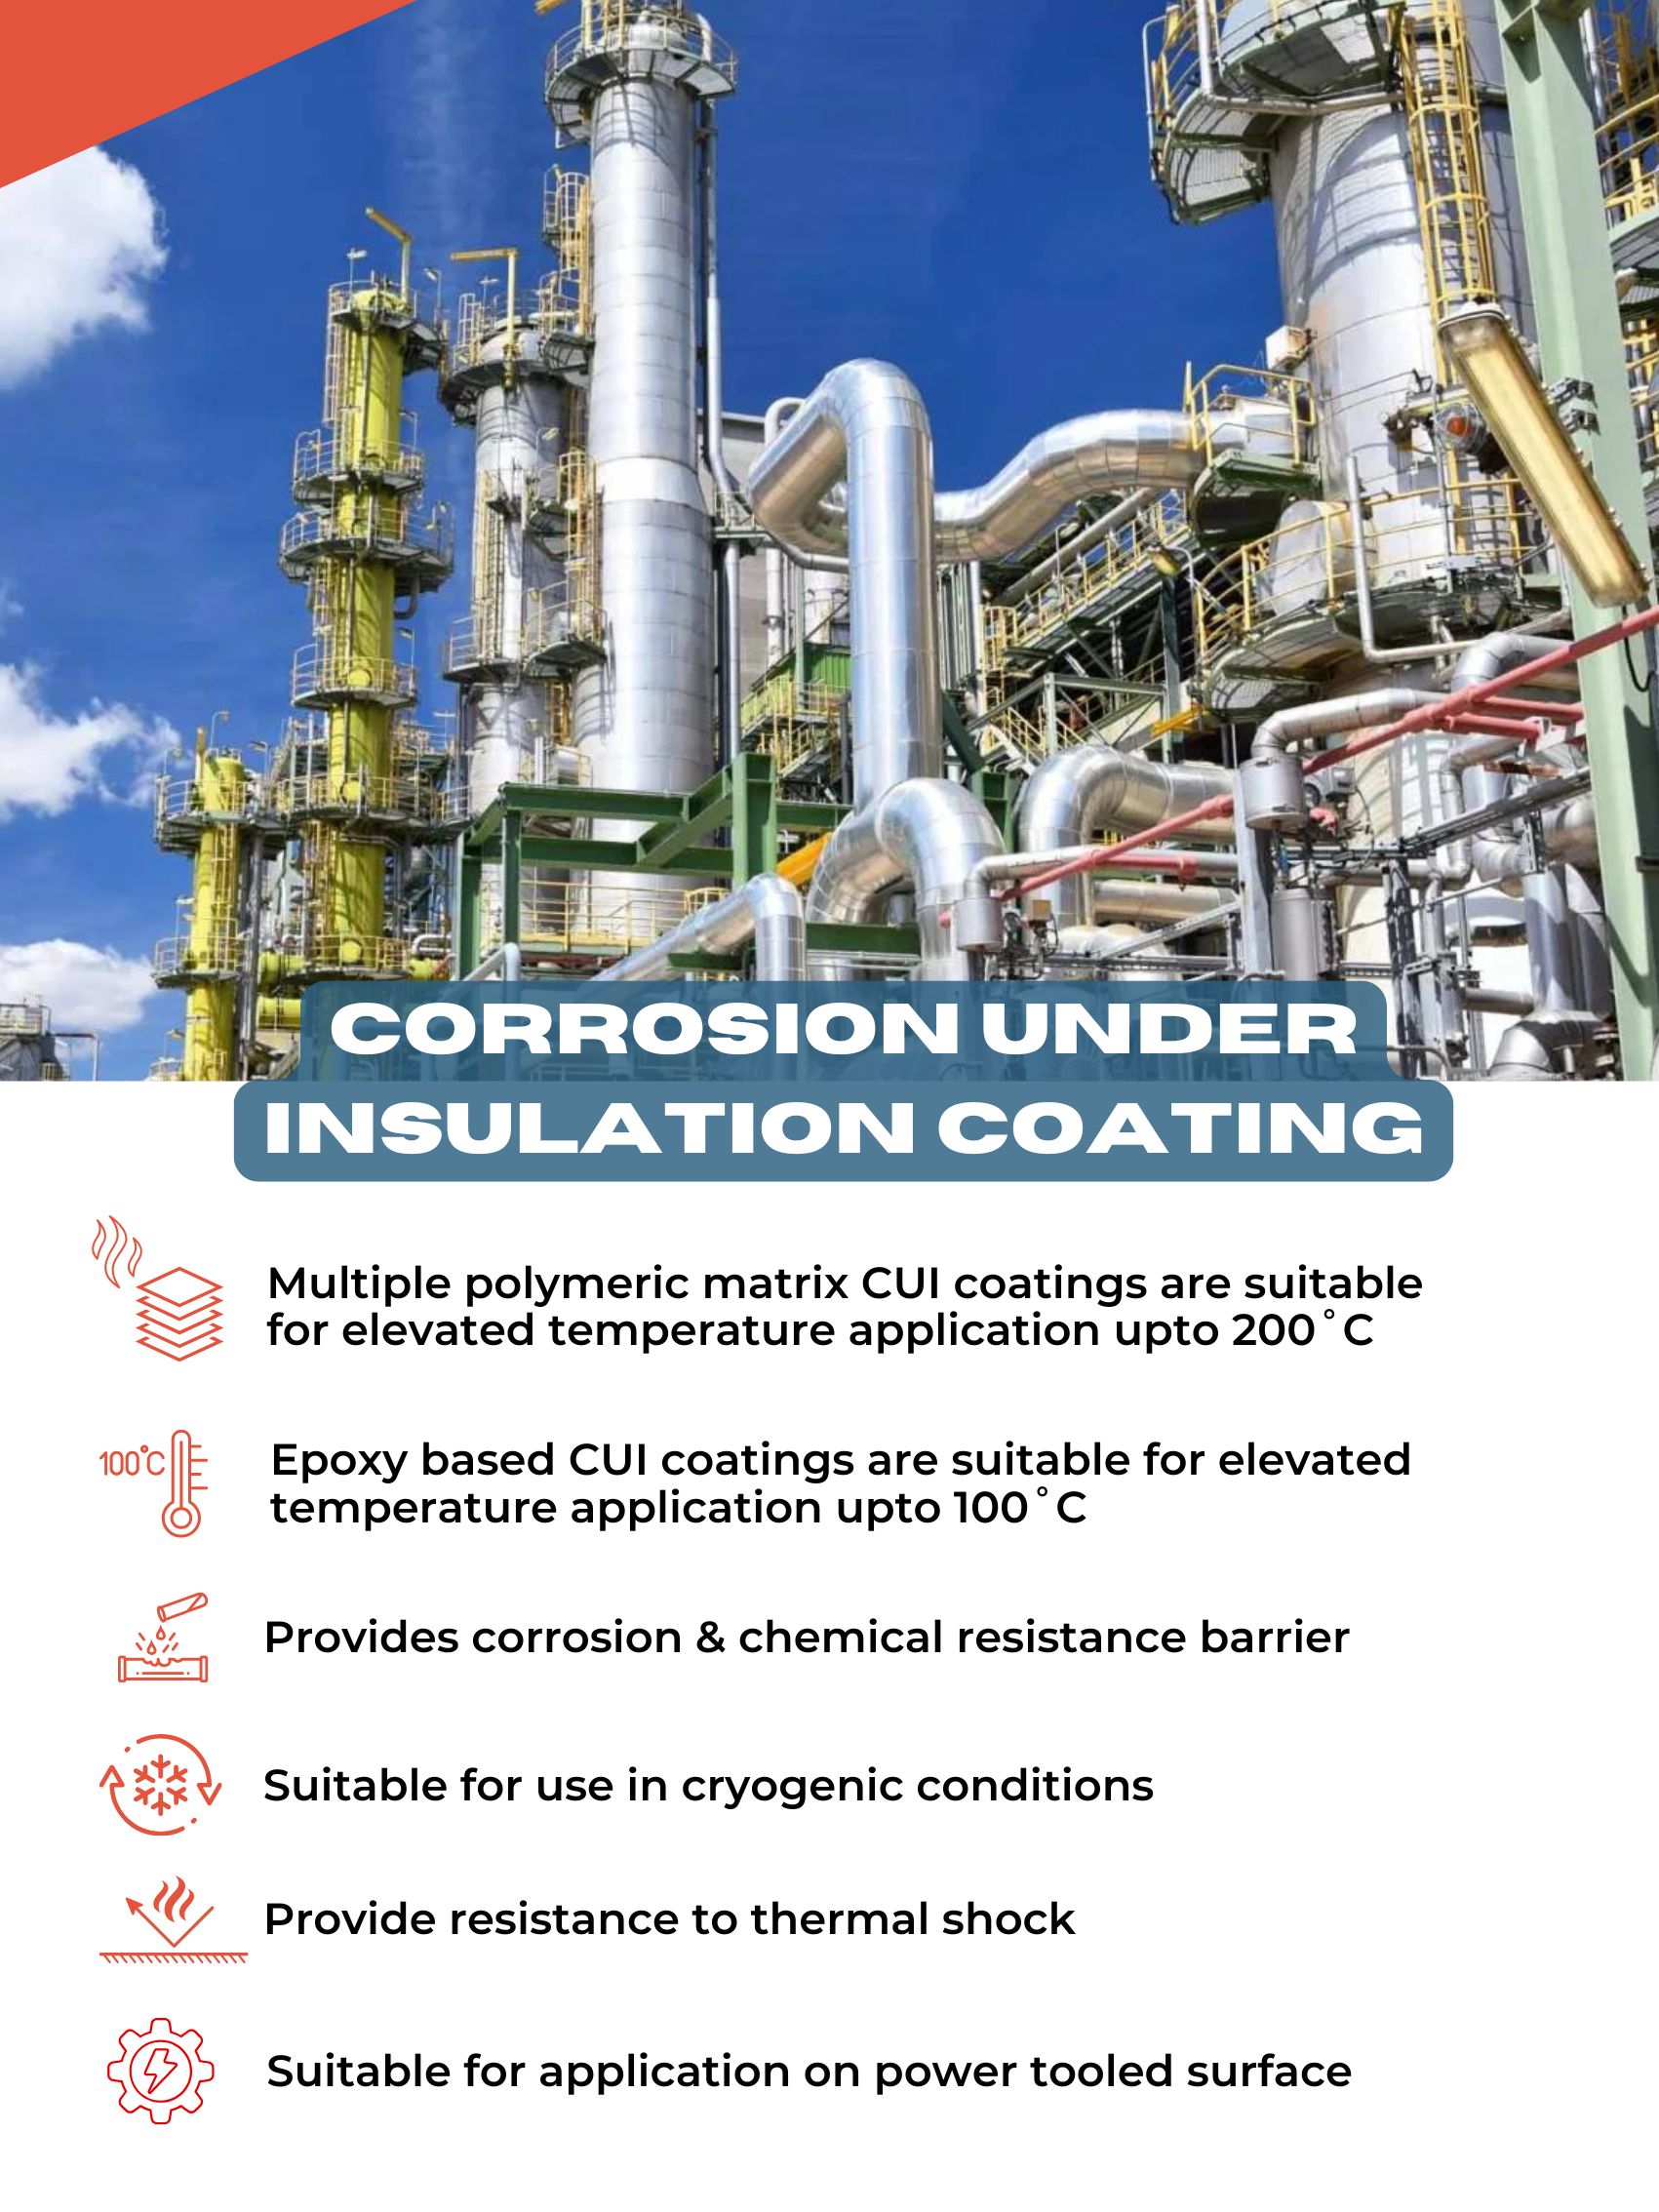 CORROSION UNDER
INSULATION COATING
Multiple polymeric matrix CUI coatings are suitable
for elevated temperature application upto 200˚C
100°C
Epoxy based CUI coatings are suitable for elevated
temperature application upto 100˚C
Provides corrosion & chemical resistance barrier
Suitable for use in cryogenic conditions
Provide resistance to thermal shock
Suitable for application on power tooled surface